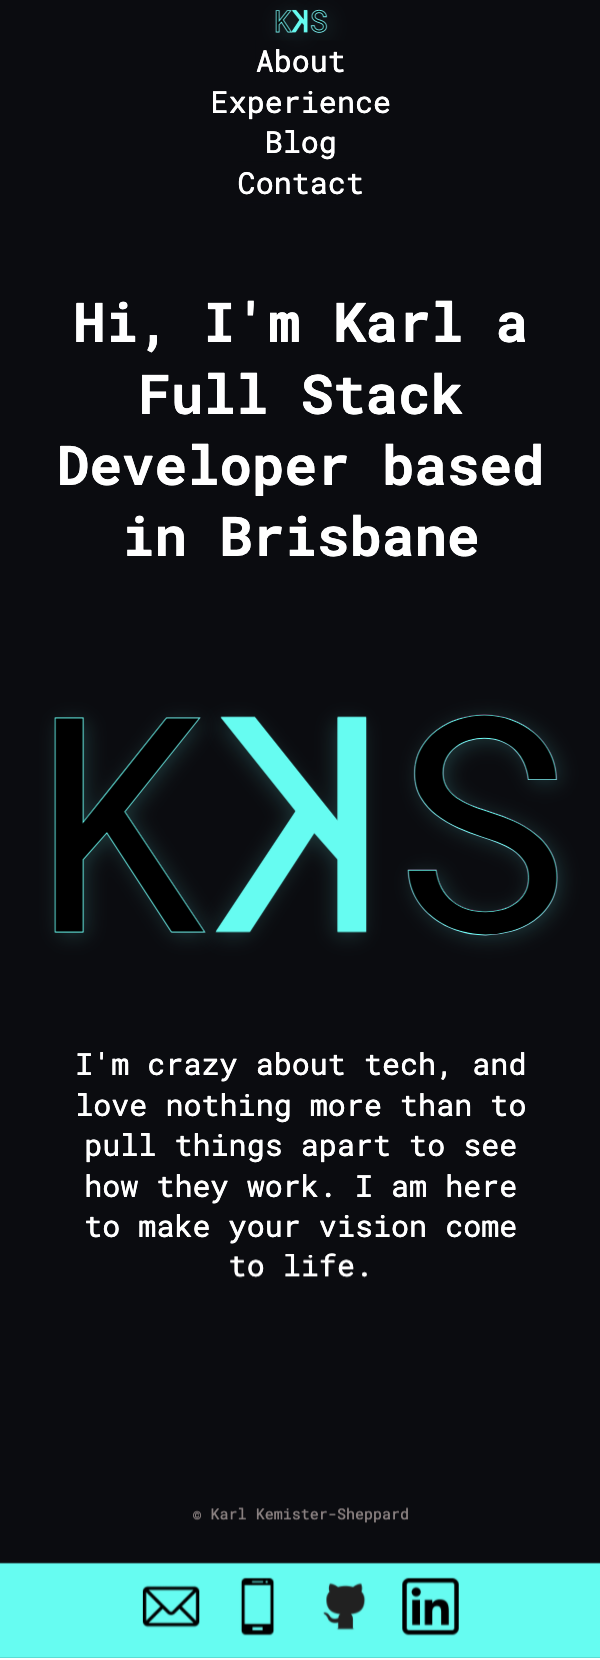 KKS
About
Experience
Blog
Contact
Hi, I'm Karl a
Full Stack
Developer based
in Brisbane
KKS
I'm crazy about tech, and
love nothing more than to
pull things apart to see
how they work. I am here
to make your vision come
to life.
© Karl Kemister-Sheppard
in